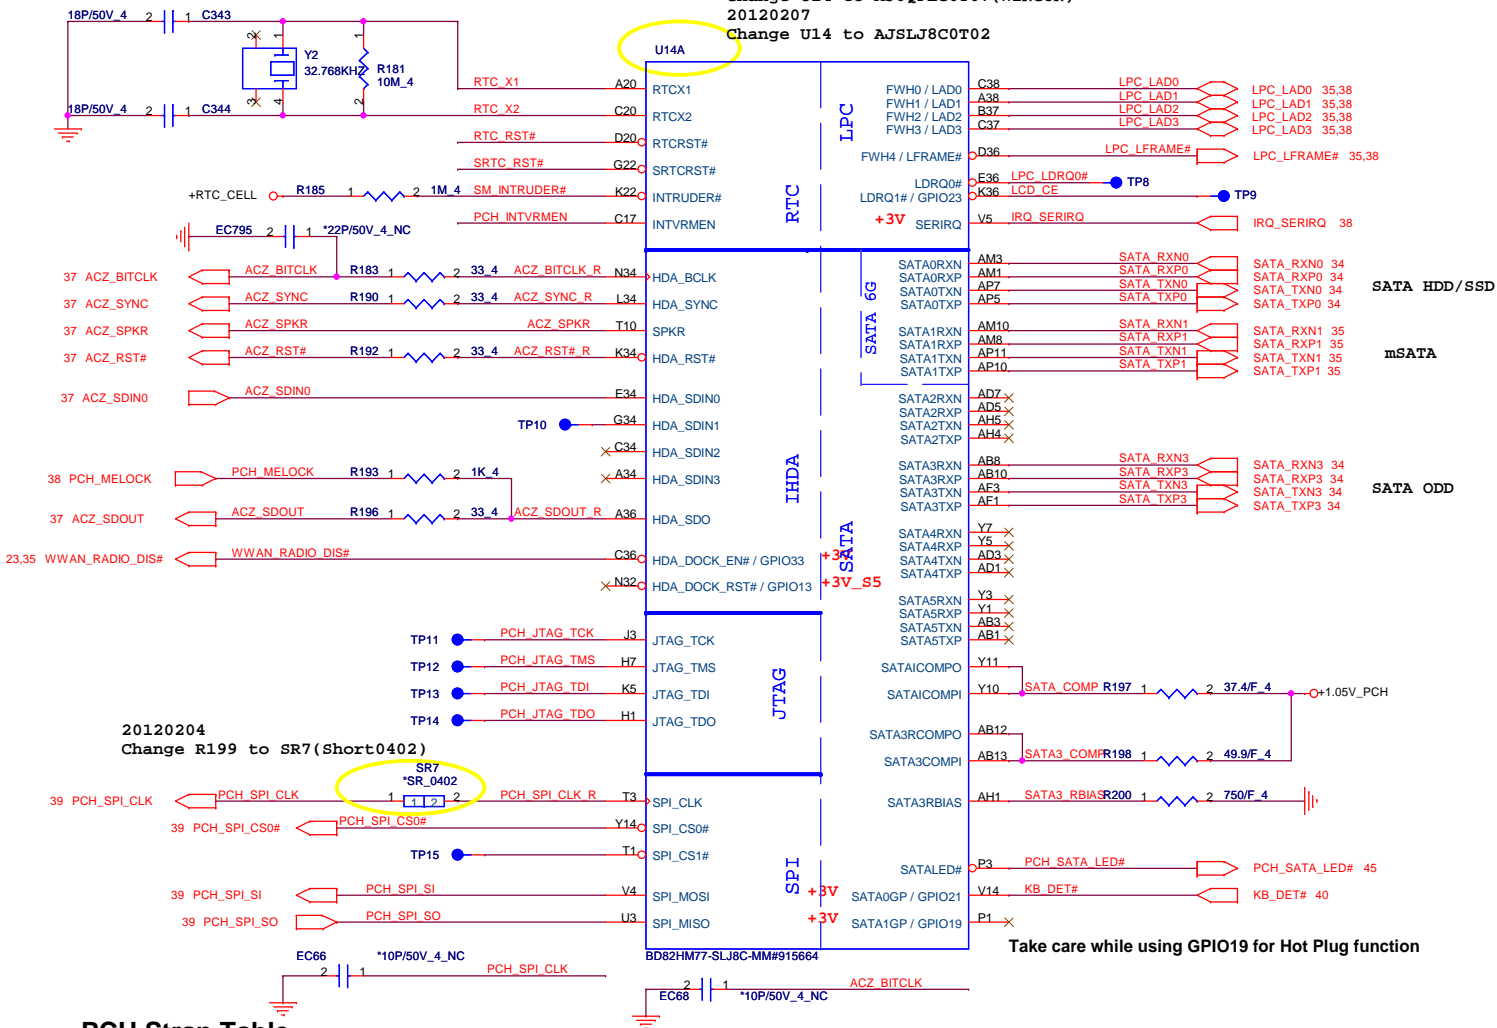 20120207
Change U14 to AJSLJ8C0T02
18P/50V_4 2 1 C343
U14A
2 1 Y2
32.768KHZ
1 R181
10M_4
2
3 4
18P/50V_4 2 1 C344
RTC_X1 A20 RTCX1
RTC_X2 C20 RTCX2
RTC_RST# D20 RTCRST#
SRTC_RST# G22 SRTCRST#
+RTC_CELL R185 1 2 1M_4 SM_INTRUDER# K22 INTRUDER#
PCH_INTVRMEN C17 INTVRMEN
EC795 2 1 *22P/50V_4_NC
RTC
LPC
FWH0 / LAD0 C38 LPC_LAD0 LPC_LAD0 35,38
FWH1 / LAD1 A38 LPC_LAD1 LPC_LAD1 35,38
FWH2 / LAD2 B37 LPC_LAD2 LPC_LAD2 35,38
FWH3 / LAD3 C37 LPC_LAD3 LPC_LAD3 35,38
FWH4 / LFRAME# D36 LPC_LFRAME# LPC_LFRAME# 35,38
LDRQ0# E36 LPC_LDRQ0# TP8
LDRQ1# / GPIO23 K36 LCD_CE TP9
+3V SERIRQ V5 IRQ_SERIRQ IRQ_SERIRQ 38
37 ACZ_BITCLK ACZ_BITCLK R183 1 2 33_4 ACZ_BITCLK_R N34 HDA_BCLK
37 ACZ_SYNC ACZ_SYNC R190 1 2 33_4 ACZ_SYNC_R L34 HDA_SYNC
37 ACZ_SPKR ACZ_SPKR ACZ_SPKR T10 SPKR
37 ACZ_RST# ACZ_RST# R192 1 2 33_4 ACZ_RST#_R K34 HDA_RST#
37 ACZ_SDIN0 ACZ_SDIN0 E34 HDA_SDIN0
TP10 G34 HDA_SDIN1
C34 HDA_SDIN2
A34 HDA_SDIN3
38 PCH_MELOCK PCH_MELOCK R193 1 2 1K_4
37 ACZ_SDOUT ACZ_SDOUT R196 1 2 33_4 ACZ_SDOUT_R A36 HDA_SDO
23,35 WWAN_RADIO_DIS# WWAN_RADIO_DIS# C36 HDA_DOCK_EN# / GPIO33 +3V
N32 HDA_DOCK_RST# / GPIO13 +3V_S5
IHDA
SATA 6G
SATA
SATA0RXN AM3 SATA_RXN0 SATA_RXN0 34
SATA0RXP AM1 SATA_RXP0 SATA_RXP0 34
SATA0TXN AP7 SATA_TXN0 SATA_TXN0 34
SATA0TXP AP5 SATA_TXP0 SATA_TXP0 34
SATA HDD/SSD
SATA1RXN AM10 SATA_RXN1 SATA_RXN1 35
SATA1RXP AM8 SATA_RXP1 SATA_RXP1 35
SATA1TXN AP11 SATA_TXN1 SATA_TXN1 35
SATA1TXP AP10 SATA_TXP1 SATA_TXP1 35
mSATA
SATA2RXN AD7
SATA2RXP AD5
SATA2TXN AH5
SATA2TXP AH4
SATA3RXN AB8 SATA_RXN3 SATA_RXN3 34
SATA3RXP AB10 SATA_RXP3 SATA_RXP3 34
SATA3TXN AF3 SATA_TXN3 SATA_TXN3 34
SATA3TXP AF1 SATA_TXP3 SATA_TXP3 34
SATA ODD
SATA4RXN Y7
SATA4RXP Y5
SATA4TXN AD3
SATA4TXP AD1
SATA5RXN Y3
SATA5RXP Y1
SATA5TXN AB3
SATA5TXP AB1
SATAICOMPO Y11
SATAICOMPI Y10 SATA_COMP R197 1 2 37.4/F_4 +1.05V_PCH
SATA3RCOMPO AB12
SATA3COMPI AB13 SATA3_COMP R198 1 2 49.9/F_4
SATA3RBIAS AH1 SATA3_RBIAS R200 1 2 750/F_4
SATALED# P3 PCH_SATA_LED# PCH_SATA_LED# 45
+3V SATA0GP / GPIO21 V14 KB_DET# KB_DET# 40
+3V SATA1GP / GPIO19 P1
Take care while using GPIO19 for Hot Plug function
TP11 PCH_JTAG_TCK J3 JTAG_TCK
TP12 PCH_JTAG_TMS H7 JTAG_TMS
TP13 PCH_JTAG_TDI K5 JTAG_TDI
TP14 PCH_JTAG_TDO H1 JTAG_TDO
JTAG
20120204
Change R199 to SR7(Short0402)
SR7
*SR_0402
39 PCH_SPI_CLK PCH_SPI_CLK 1 1 2 2 PCH_SPI_CLK_R T3 SPI_CLK
39 PCH_SPI_CS0# PCH_SPI_CS0# Y14 SPI_CS0#
TP15 T1 SPI_CS1#
39 PCH_SPI_SI PCH_SPI_SI V4 SPI_MOSI
39 PCH_SPI_SO PCH_SPI_SO U3 SPI_MISO
SPI
BD82HM77-SLJ8C-MM#915664
EC66 2 1 *10P/50V_4_NC PCH_SPI_CLK
EC68 2 1 *10P/50V_4_NC ACZ_BITCLK
PCH Strap Table